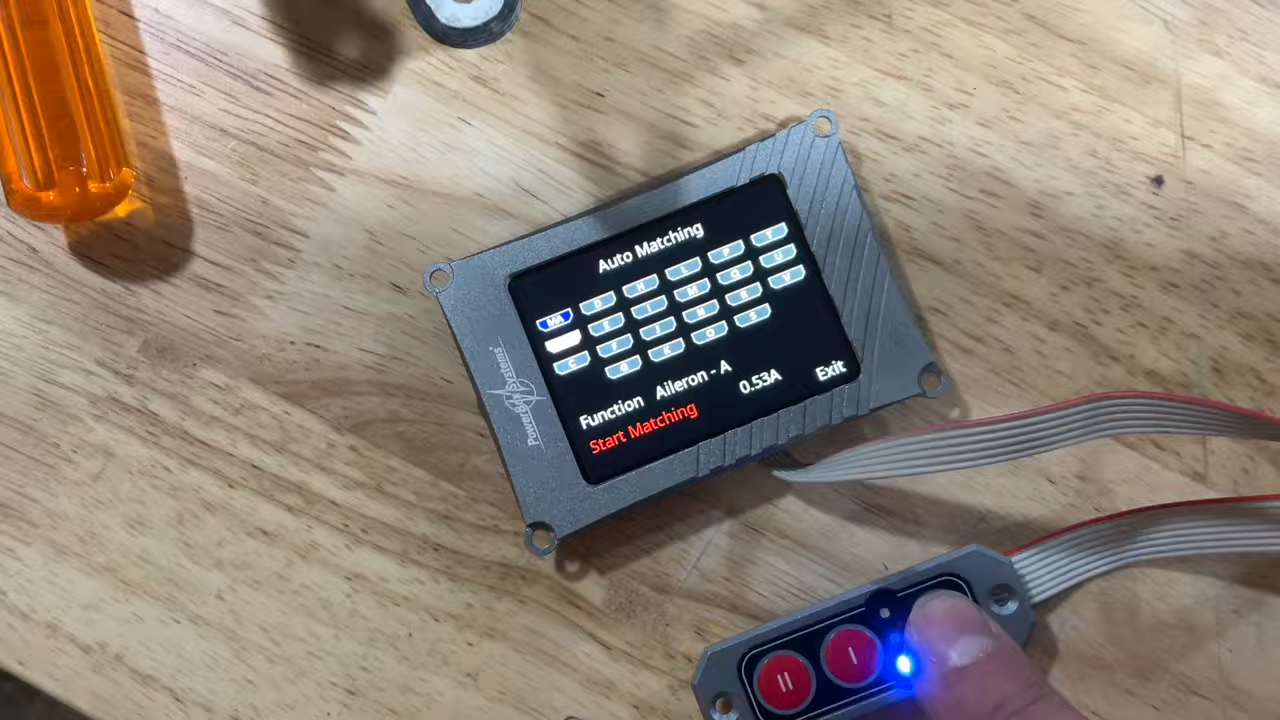 Auto Matching
MA D H L P T
E I M Q U
C F J N R V
G K O S
Function Aileron - A
Start Matching 0.53A Exit
PowerBox Systems®
II I